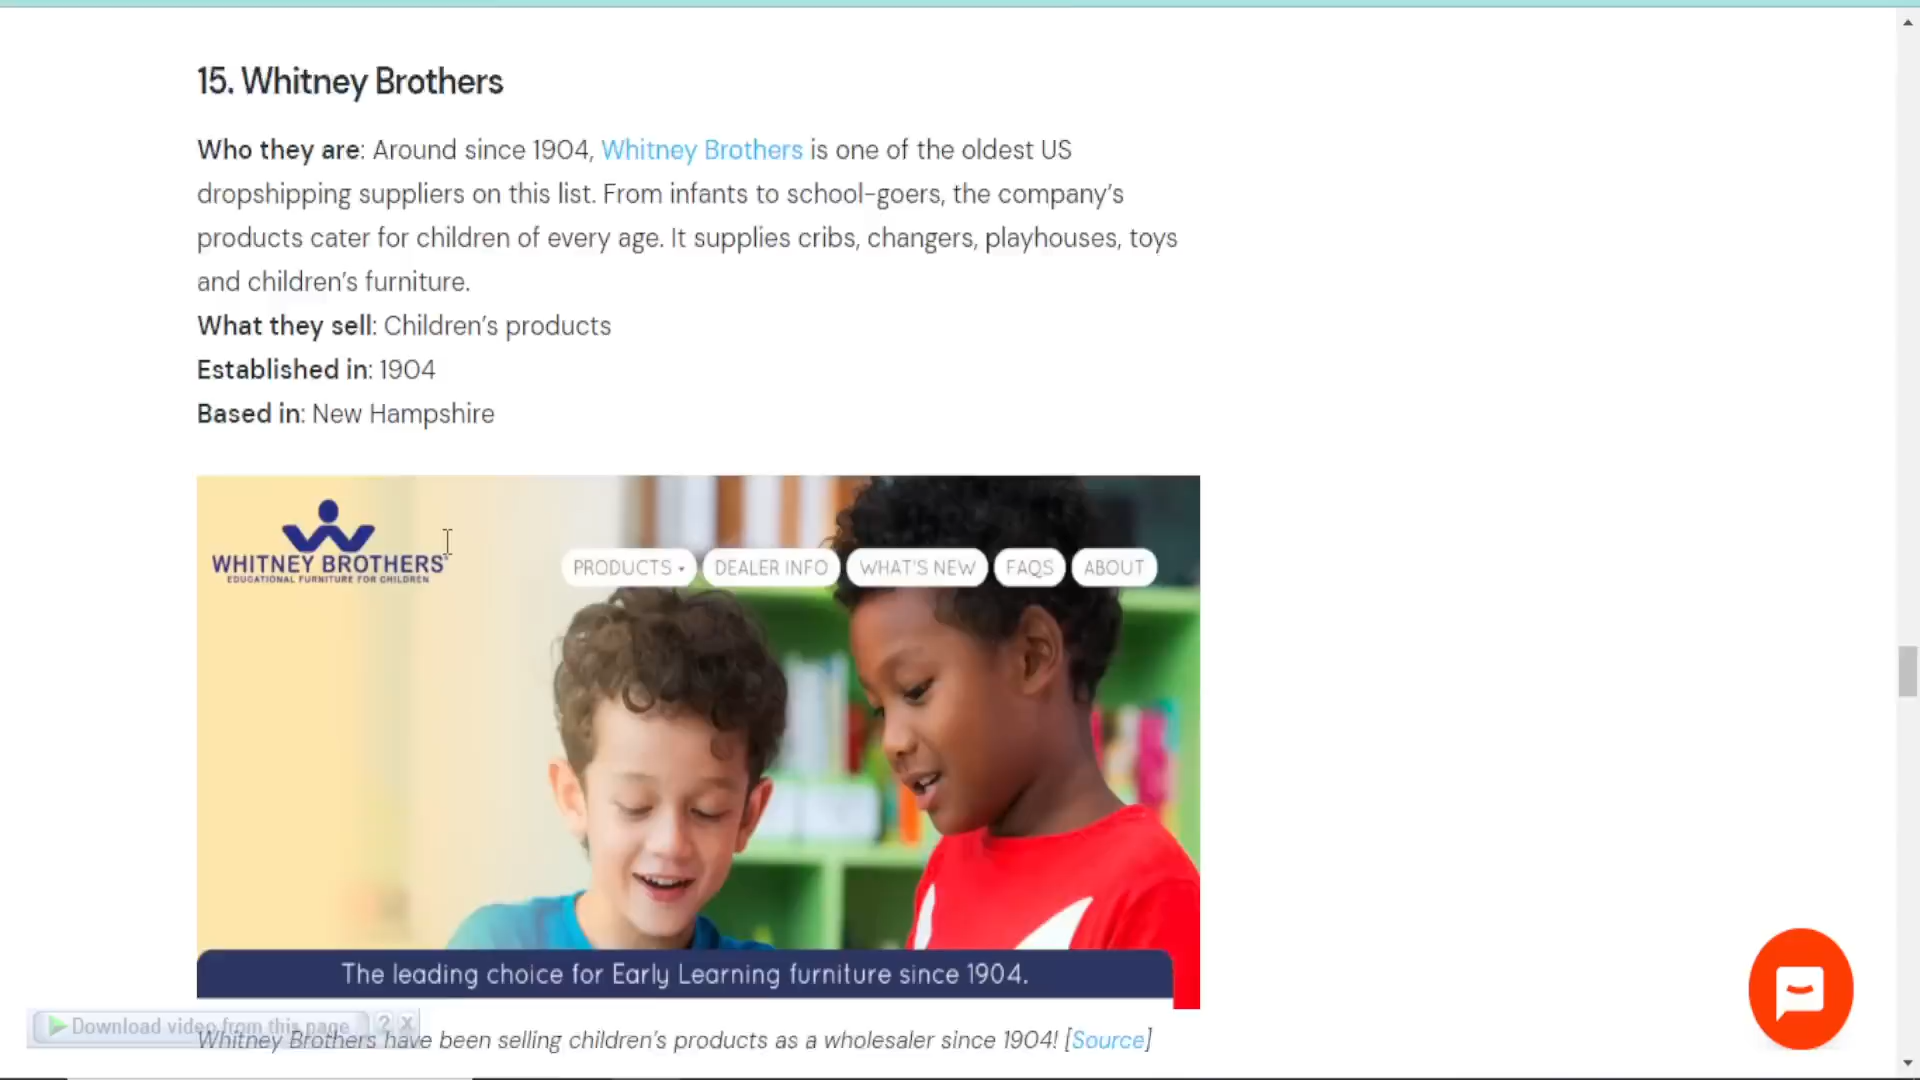 15. Whitney Brothers
Who they are: Around since 1904, Whitney Brothers is one of the oldest US
dropshipping suppliers on this list. From infants to school-goers, the company’s
products cater for children of every age. It supplies cribs, changers, playhouses, toys
and children’s furniture.
What they sell: Children’s products
Established in: 1904
Based in: New Hampshire
WHITNEY BROTHERS®
EDUCATIONAL FURNITURE FOR CHILDREN
PRODUCTS DEALER INFO WHAT'S NEW FAQS ABOUT
The leading choice for Early Learning furniture since 1904.
Download video from this page ? X
Whitney Brothers have been selling children’s products as a wholesaler since 1904! [Source]